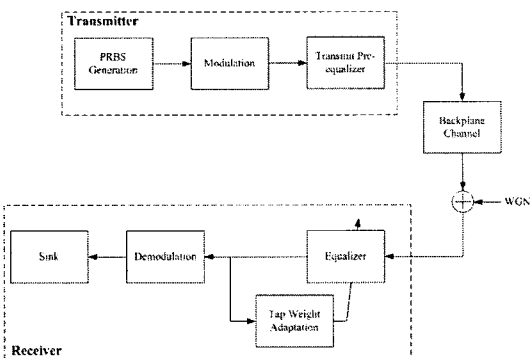 Transmitter
PRBS
Generation
Modulation
Transmit Pre-
equalizer
Backplane
Channel
WGN
Sink
Demodulation
Equalizer
Tap Weight
Adaptation
Receiver